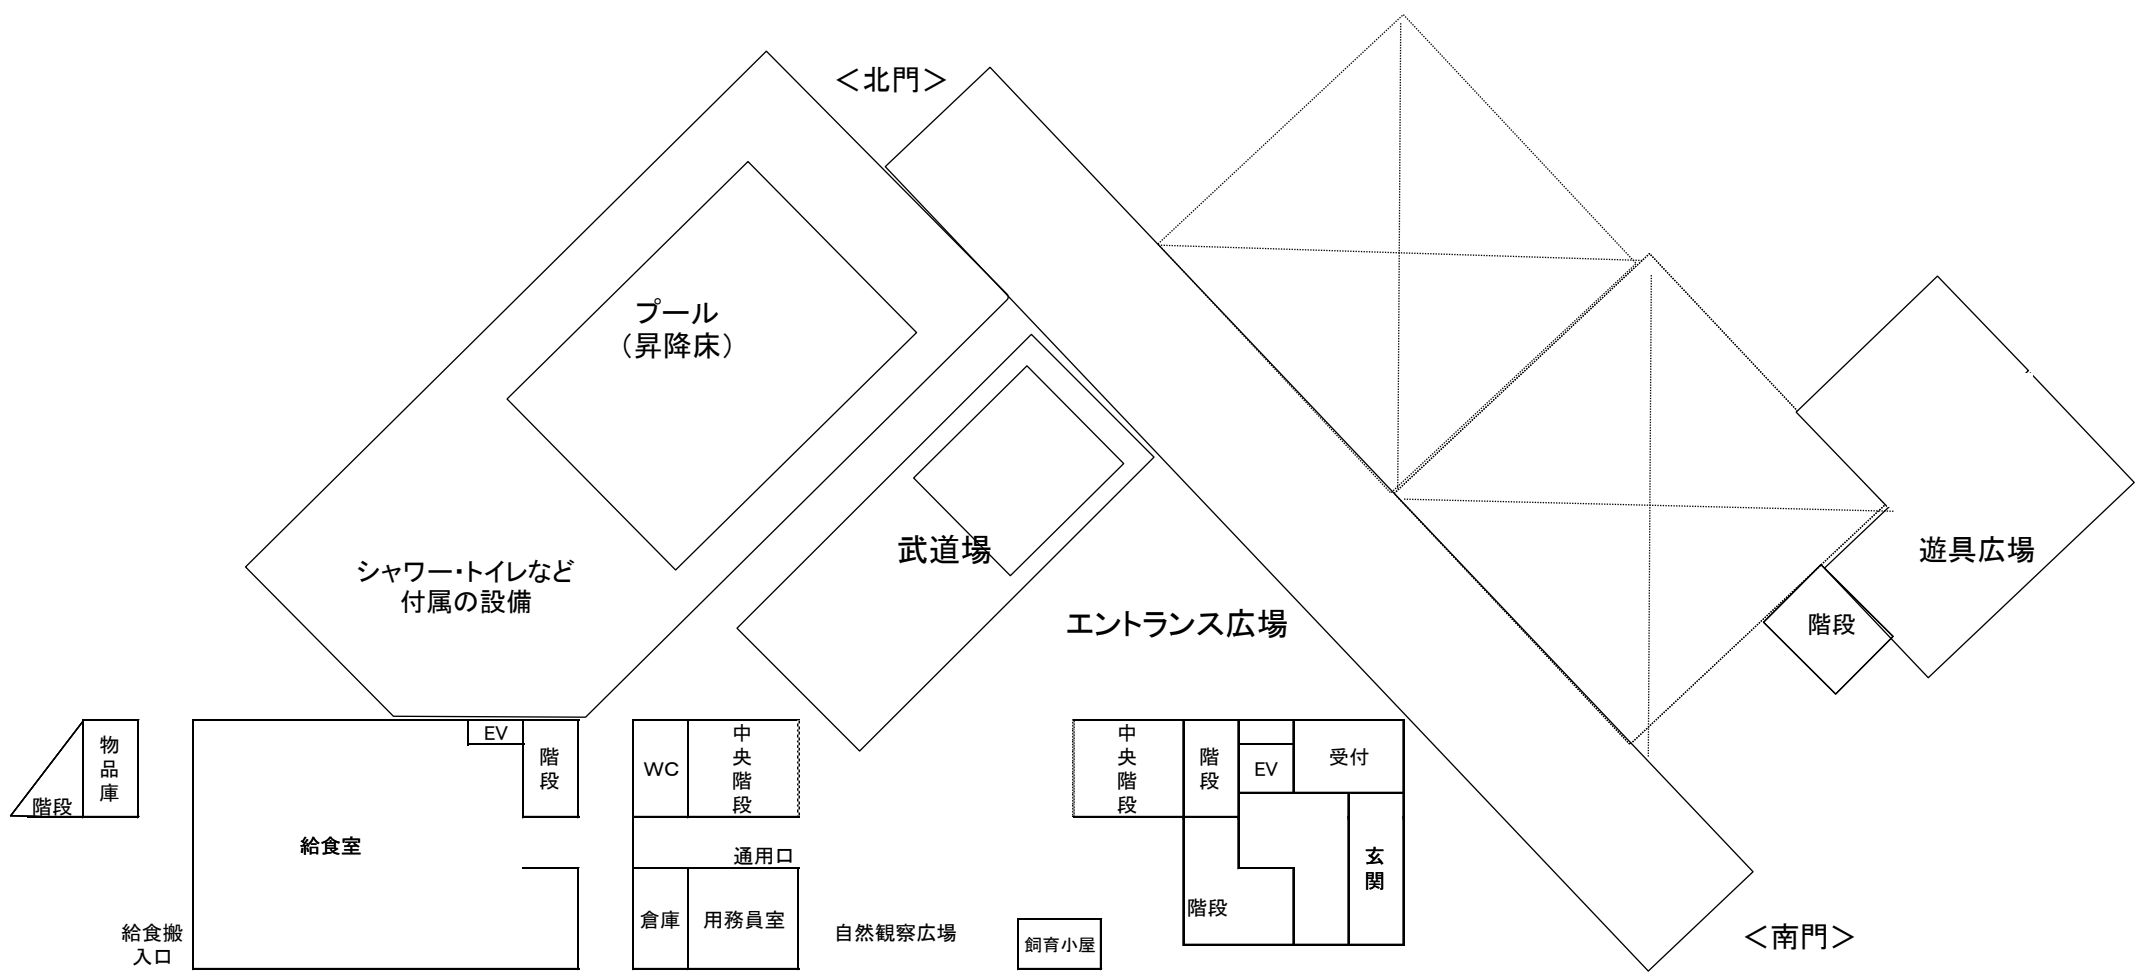 <北門>
プール
（昇降床）
シャワー・トイレなど
付属の設備
武道場
エントランス広場
遊具広場
階段
物品庫
階段
EV
階段
給食室
給食搬
入口
WC
中央階段
通用口
倉庫
用務員室
自然観察広場
飼育小屋
中央階段
階段
EV
受付
玄関
階段
<南門>